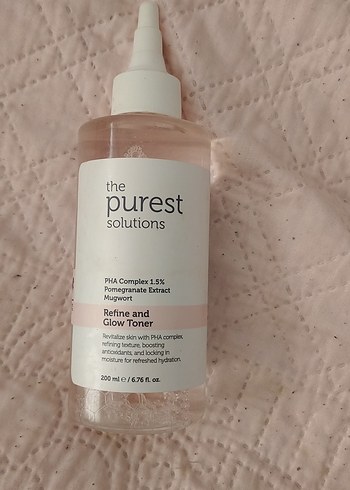 the
purest
solutions
PHA Complex 1.5%
Pomegranate Extract
Mugwort
Refine and
Glow Toner
Revitalize skin with PHA complex,
refining texture, boosting
antioxidants, and locking in
moisture for refreshed hydration.
200 ml ℮ / 6.76 fl. oz.